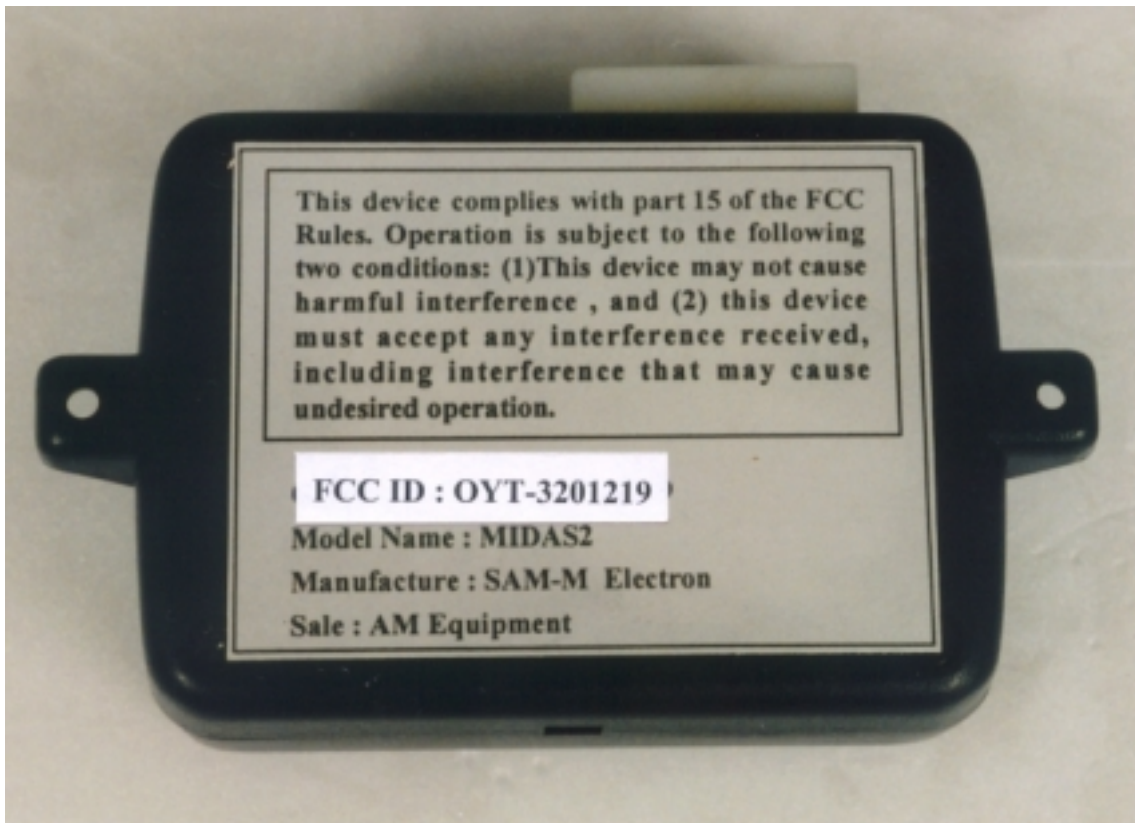 This device complies with part 15 of the FCC
Rules. Operation is subject to the following
two conditions: (1)This device may not cause
harmful interference , and (2) this device
must accept any interference received,
including interference that may cause
undesired operation.
FCC ID : OYT-3201219
Model Name : MIDAS2
Manufacture : SAM-M Electron
Sale : AM Equipment